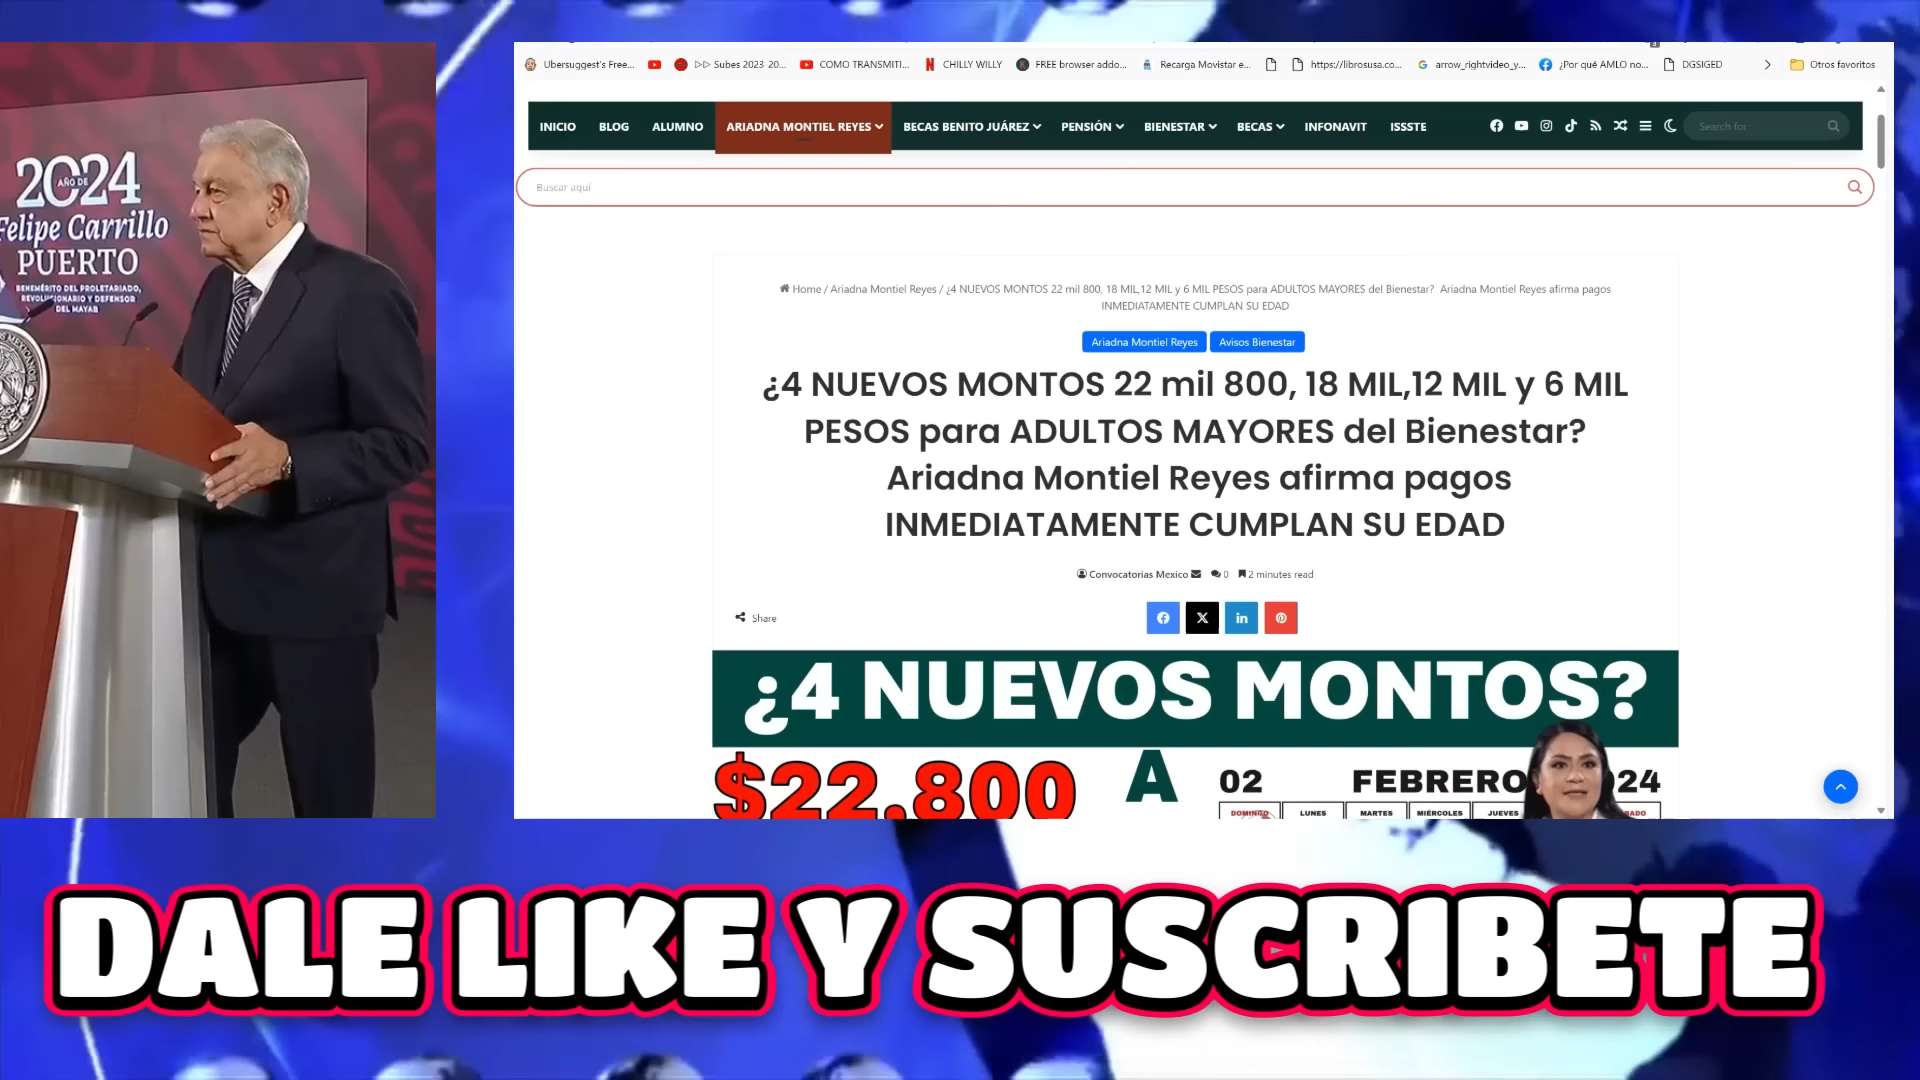 2024
AÑO DE
Felipe Carrillo
PUERTO
BENEMÉRITO DEL PROLETARIADO,
REVOLUCIONARIO Y DEFENSOR
DEL MAYAB
Ubersuggest's Free...
▷▷ Subes 2023-20...
COMO TRANSMITI...
CHILLY WILLY
FREE browser addo...
Recarga Movistar e...
https://librosusa.co...
arrow_rightvideo_y...
¿Por qué AMLO no...
DGSIGED
Otros favoritos
INICIO
BLOG
ALUMNO
ARIADNA MONTIEL REYES
BECAS BENITO JUÁREZ
PENSIÓN
BIENESTAR
BECAS
INFONAVIT
ISSSTE
Search for
Buscar aquí
Home / Ariadna Montiel Reyes / ¿4 NUEVOS MONTOS 22 mil 800, 18 MIL,12 MIL y 6 MIL PESOS para ADULTOS MAYORES del Bienestar? Ariadna Montiel Reyes afirma pagos
INMEDIATAMENTE CUMPLAN SU EDAD
Ariadna Montiel Reyes
Avisos Bienestar
¿4 NUEVOS MONTOS 22 mil 800, 18 MIL,12 MIL y 6 MIL
PESOS para ADULTOS MAYORES del Bienestar?
Ariadna Montiel Reyes afirma pagos
INMEDIATAMENTE CUMPLAN SU EDAD
Convocatorias Mexico
0
2 minutes read
Share
¿4 NUEVOS MONTOS?
$22,800
A
02 FEBRERO 24
DOMINGO LUNES MARTES MIÉRCOLES JUEVES BADO
DALE LIKE Y SUSCRIBETE